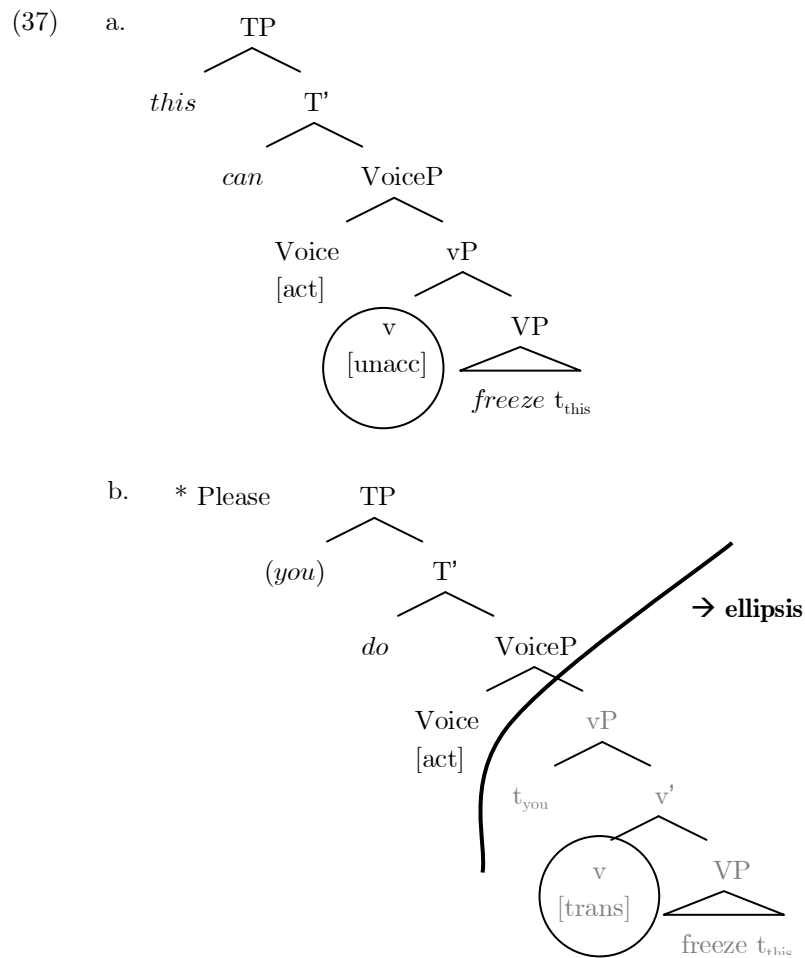 (37) a. TP
this T’
can VoiceP
Voice vP
[act]
v VP
[unacc]
freeze t_this
b. * Please TP
(you) T’
→ ellipsis
do VoiceP
Voice vP
[act]
t_you v’
v VP
[trans]
freeze t_this